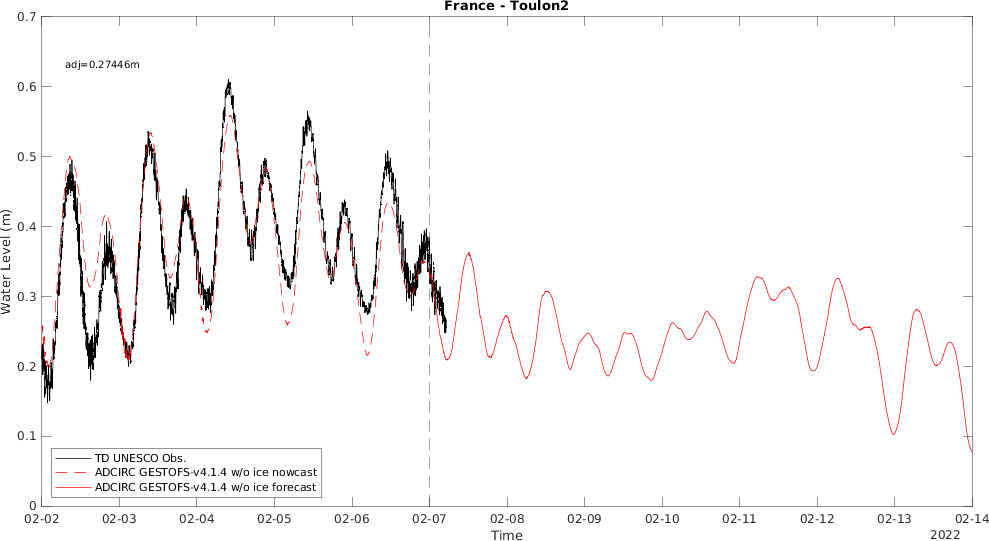 France - Toulon2
adj=0.27446m
0.7
0.6
0.5
0.4
0.3
0.2
0.1
0
Water Level (m)
TD UNESCO Obs.
ADCIRC GESTOFS-v4.1.4 w/o ice nowcast
ADCIRC GESTOFS-v4.1.4 w/o ice forecast
02-02 02-03 02-04 02-05 02-06 02-07 02-08 02-09 02-10 02-11 02-12 02-13 02-14
Time
2022